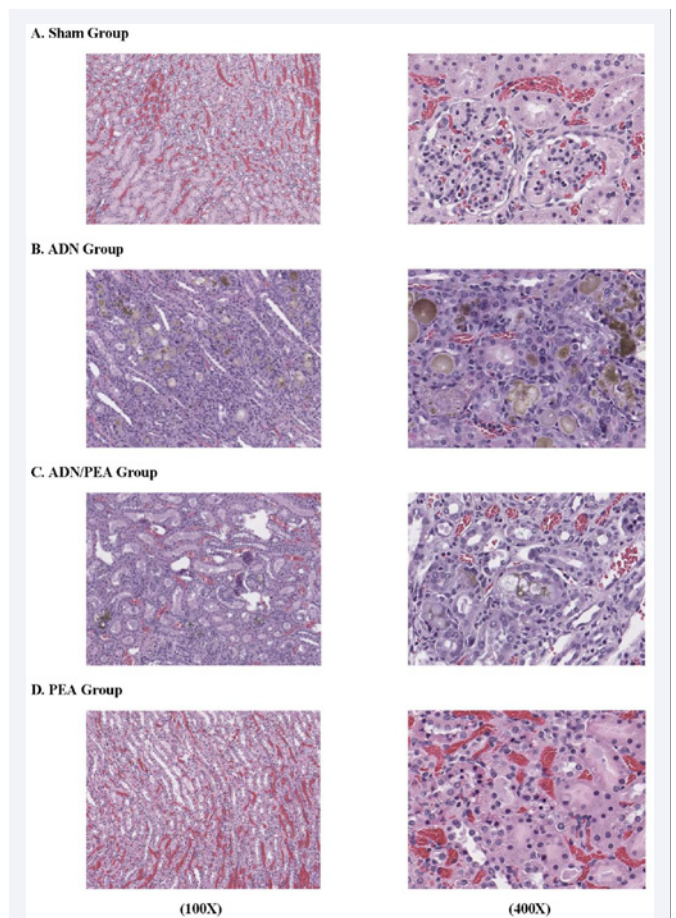 A. Sham Group
B. ADN Group
C. ADN/PEA Group
D. PEA Group
(100X)
(400X)